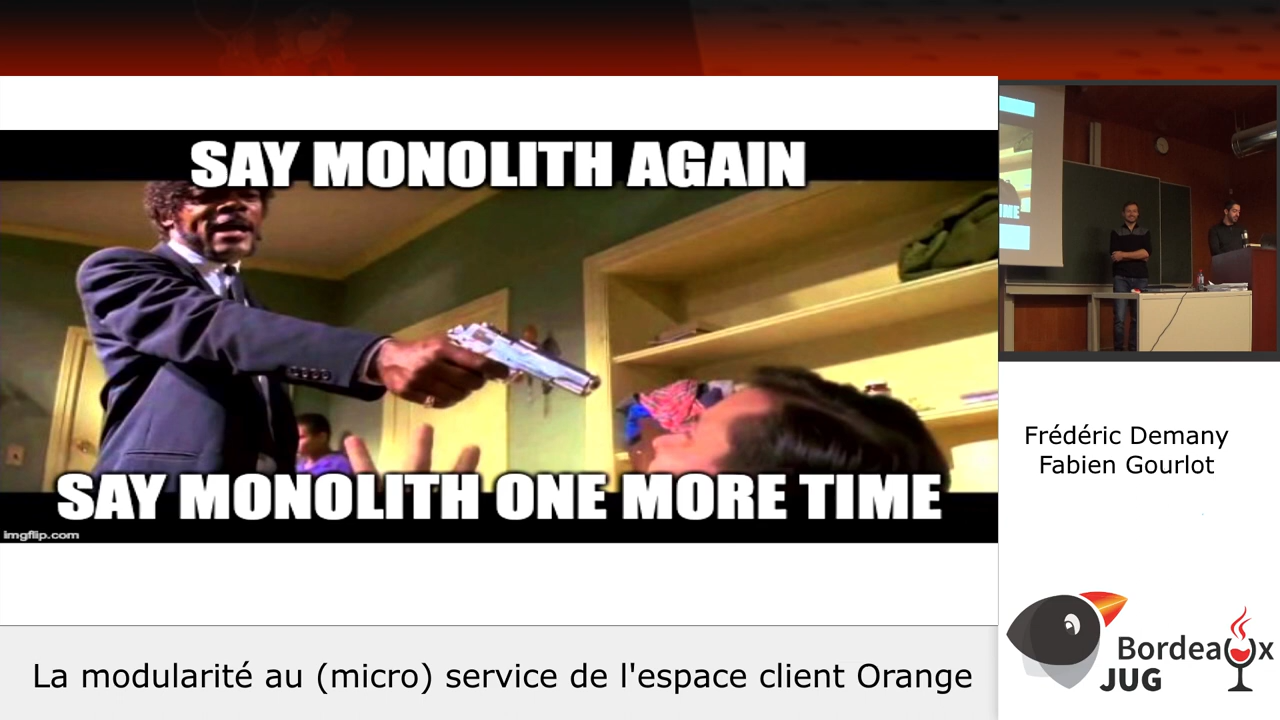 SAY MONOLITH AGAIN
SAY MONOLITH ONE MORE TIME
imgflip.com
Frédéric Demany
Fabien Gourlot
Bordeaux
JUG
La modularité au (micro) service de l'espace client Orange